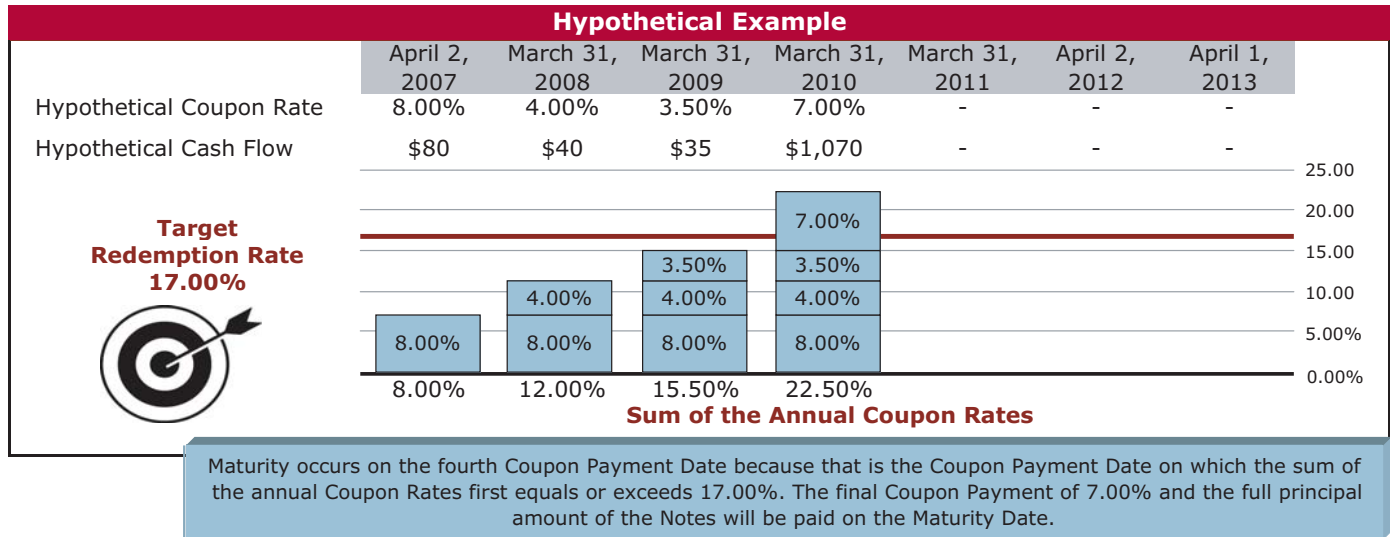 Hypothetical Example
April 2, March 31, March 31, March 31, March 31, April 2, April 1,
2007 2008 2009 2010 2011 2012 2013
Hypothetical Coupon Rate 8.00% 4.00% 3.50% 7.00% - - -
Hypothetical Cash Flow $80 $40 $35 $1,070 - - -
25.00
20.00
15.00
10.00
5.00%
0.00%
Target
Redemption Rate
17.00%
7.00%
3.50% 3.50%
4.00% 4.00% 4.00%
8.00% 8.00% 8.00% 8.00%
8.00% 12.00% 15.50% 22.50%
Sum of the Annual Coupon Rates
Maturity occurs on the fourth Coupon Payment Date because that is the Coupon Payment Date on which the sum of
the annual Coupon Rates first equals or exceeds 17.00%. The final Coupon Payment of 7.00% and the full principal
amount of the Notes will be paid on the Maturity Date.